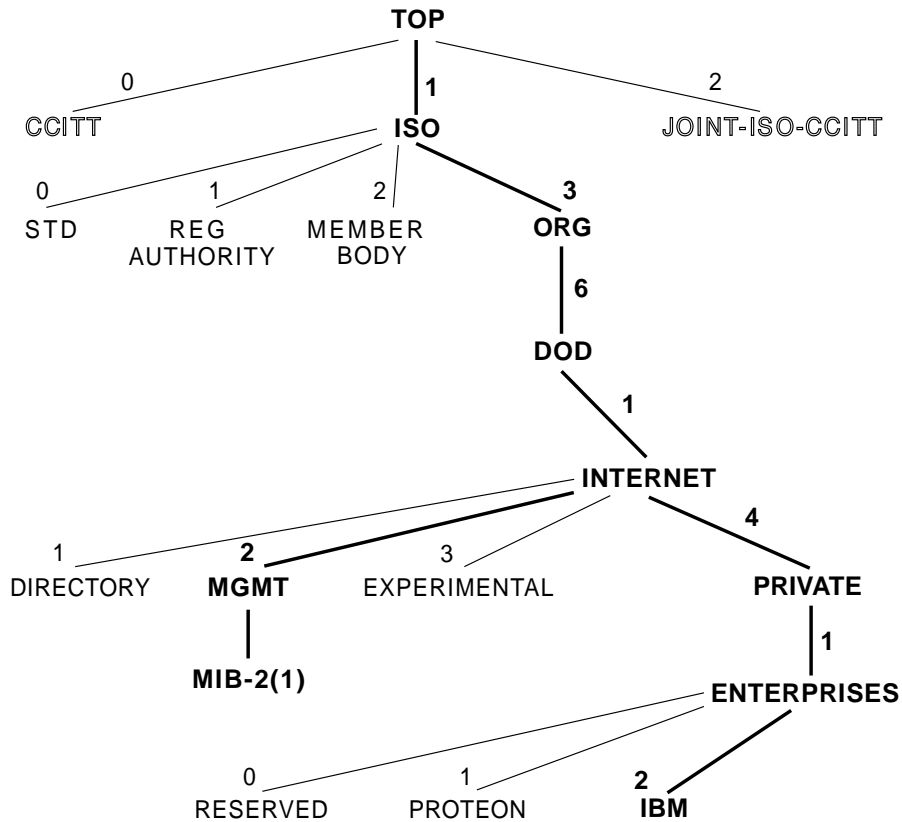 TOP
0
1
2
CCITT
ISO
JOINT-ISO-CCITT
0
1
2
3
STD
REG
AUTHORITY
MEMBER
BODY
ORG
6
DOD
1
INTERNET
4
1
2
3
DIRECTORY
MGMT
EXPERIMENTAL
PRIVATE
1
MIB-2(1)
ENTERPRISES
0
1
2
RESERVED
PROTEON
IBM